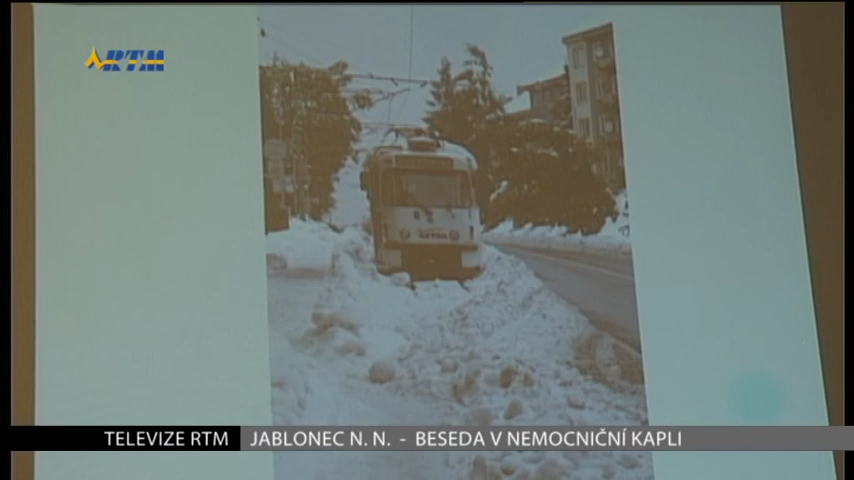 RTM
TELEVIZE RTM JABLONEC N. N. - BESEDA V NEMOCNIČNÍ KAPLI